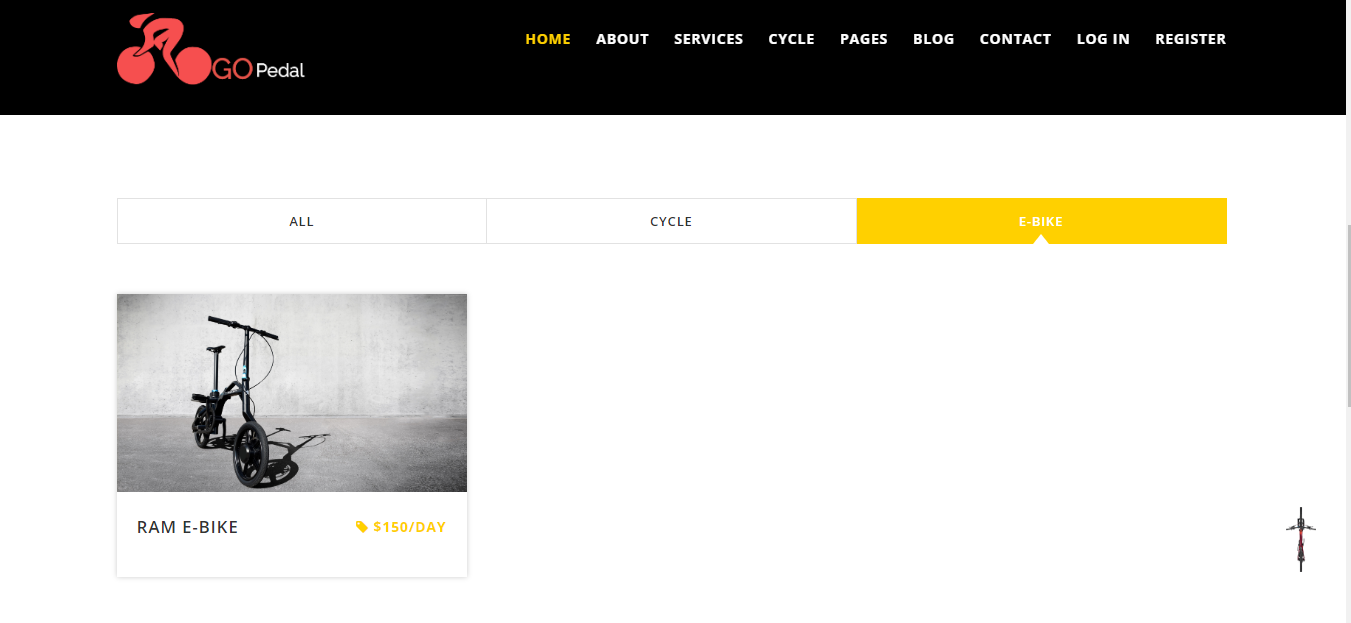 GO Pedal
HOME ABOUT SERVICES CYCLE PAGES BLOG CONTACT LOG IN REGISTER
ALL CYCLE E-BIKE
RAM E-BIKE $150/DAY